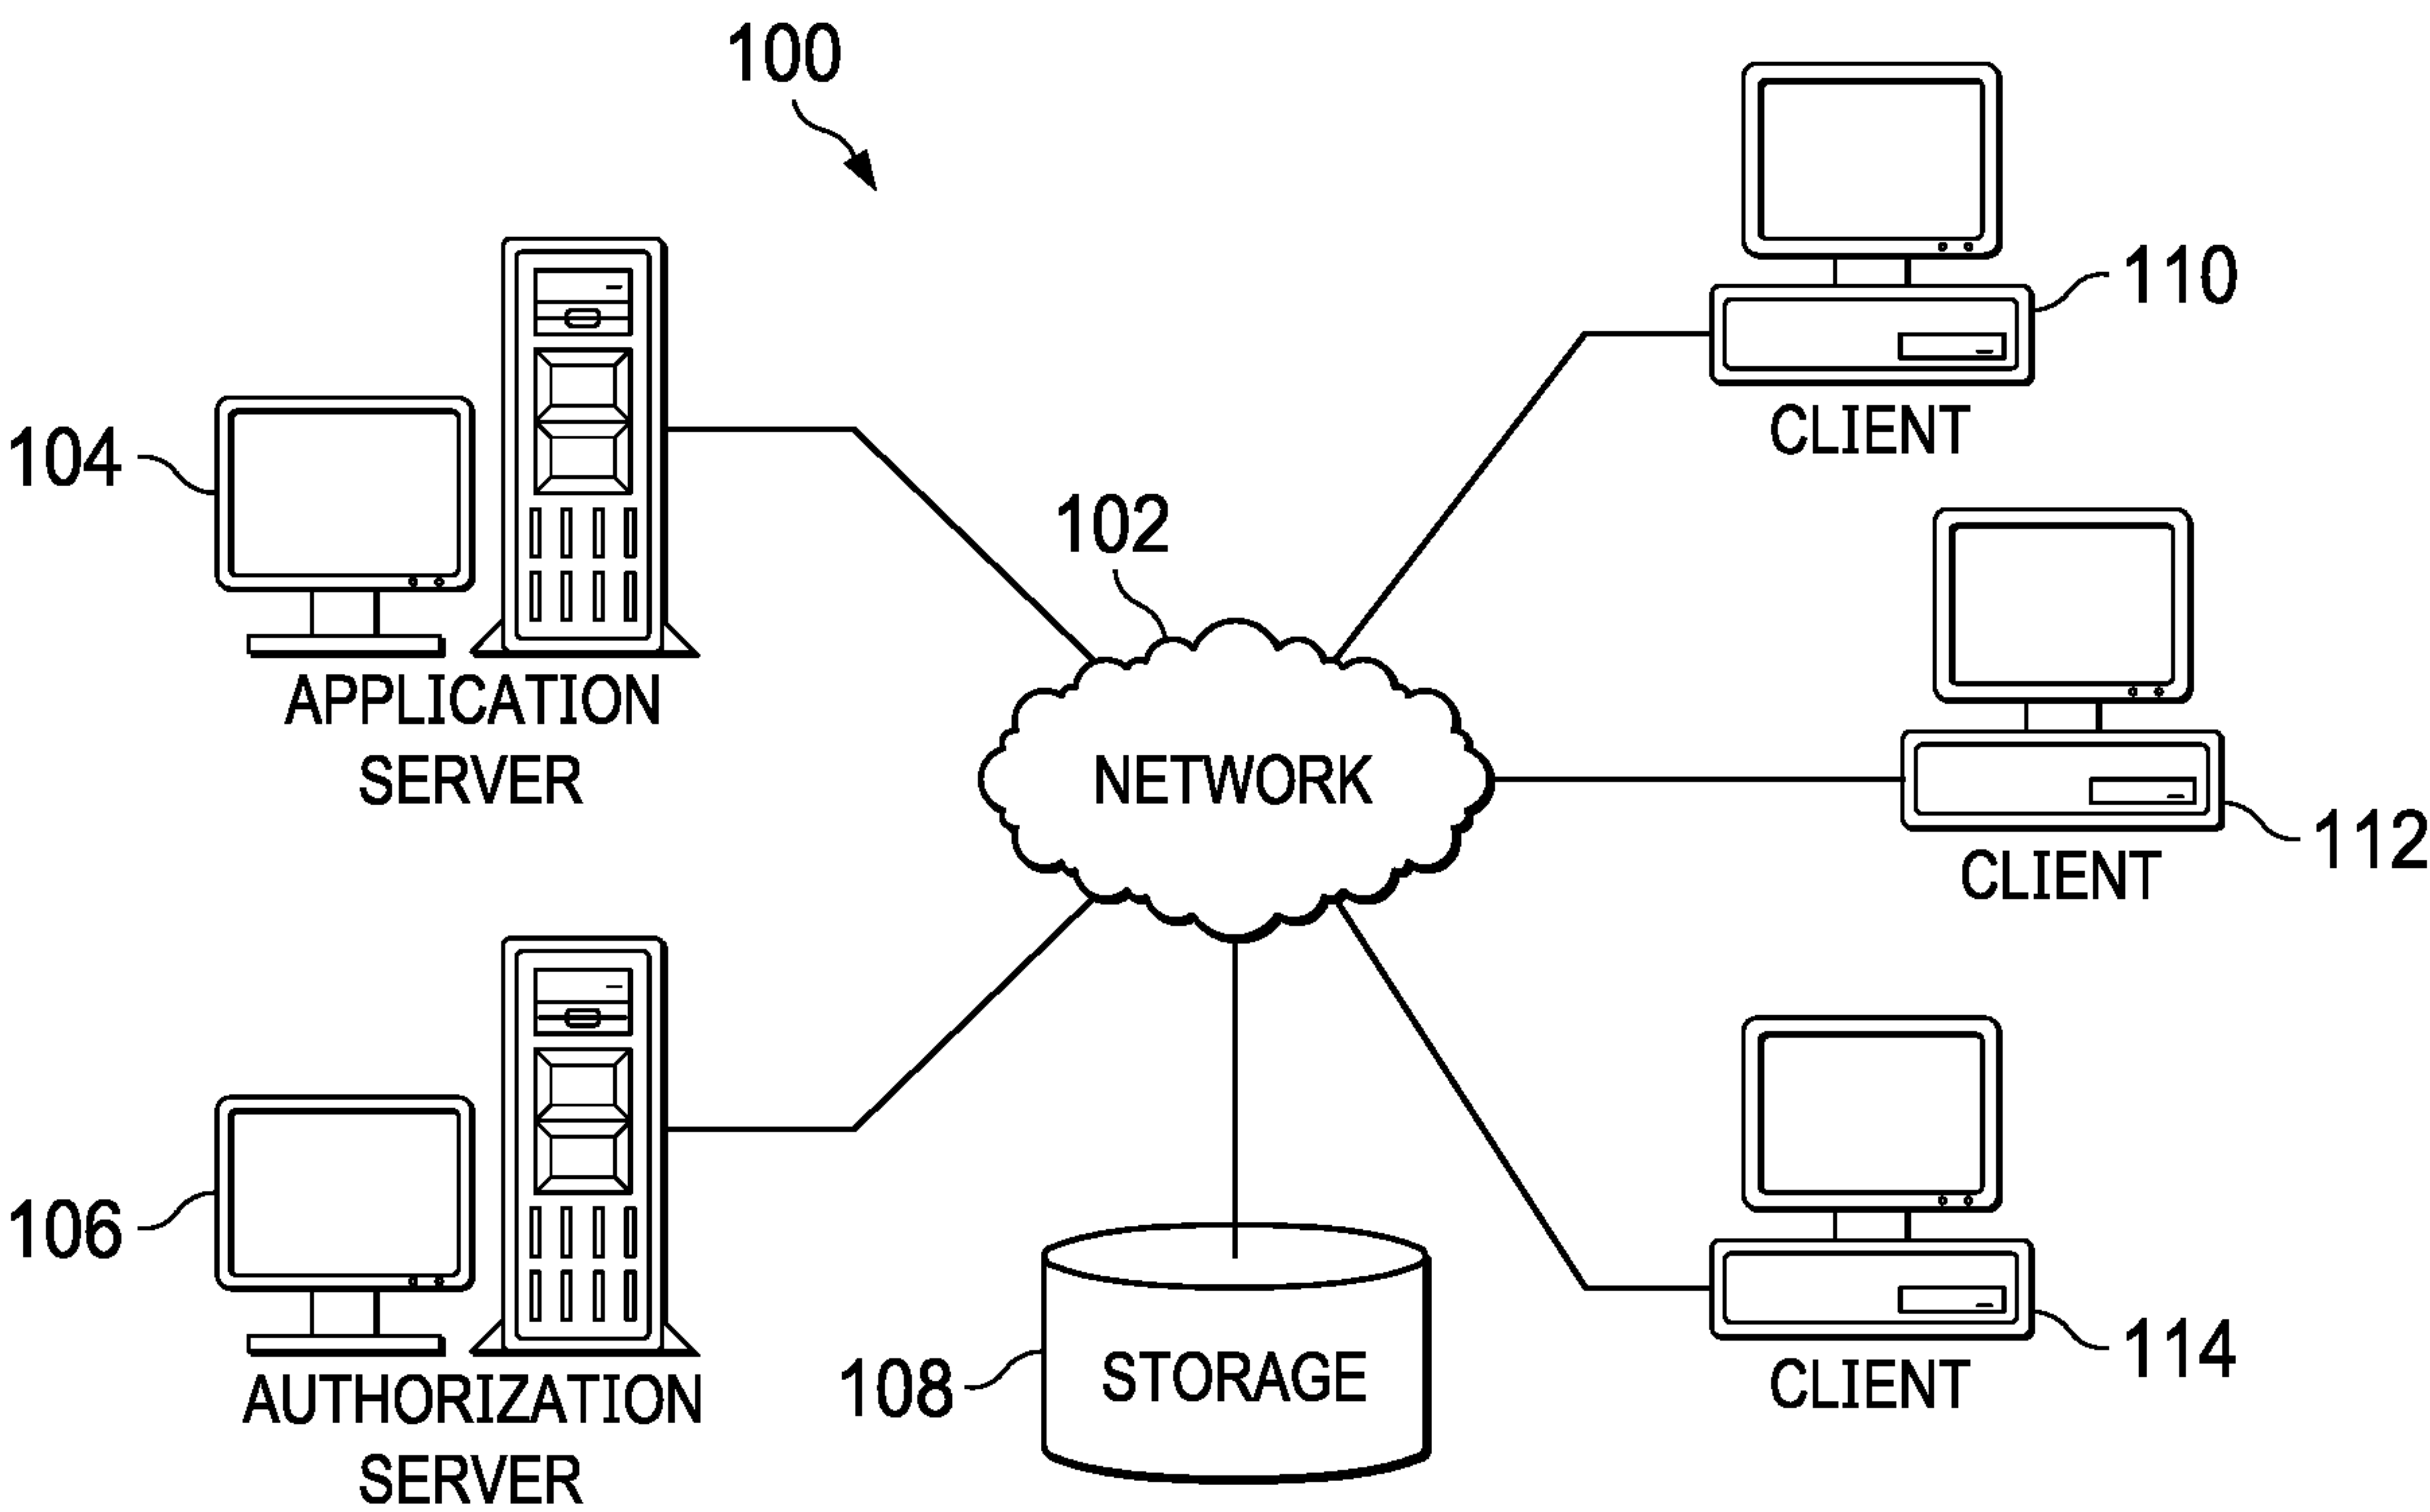 100
110
CLIENT
104
102
APPLICATION
SERVER
NETWORK
112
CLIENT
106
108
STORAGE
114
CLIENT
AUTHORIZATION
SERVER